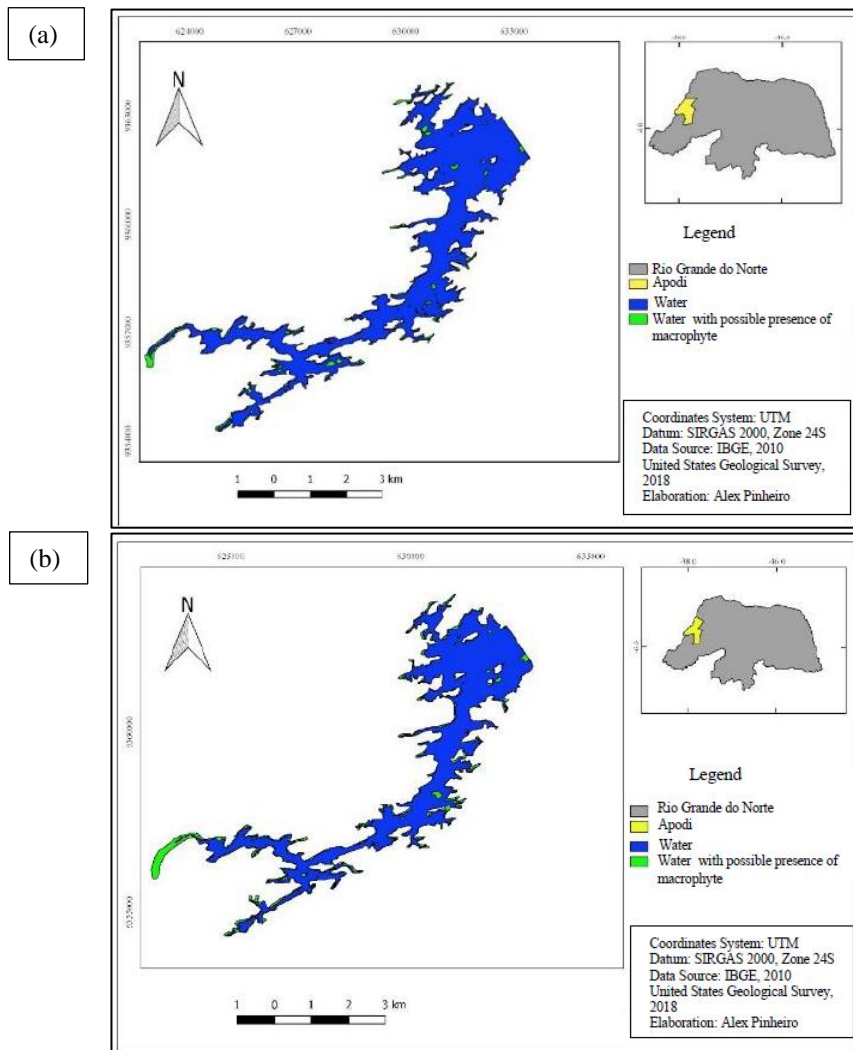 (a)
624000 627000 630000 633000
N
9357000
9354000
1 0 1 2 3 km
Legend
Rio Grande do Norte
Apodi
Water
Water with possible presence of
macrophyte
Coordinates System: UTM
Datum: SIRGAS 2000, Zone 24S
Data Source: IBGE, 2010
United States Geological Survey,
2018
Elaboration: Alex Pinheiro
(b)
625000 630000 635000
N
1 0 1 2 3 km
Legend
Rio Grande do Norte
Apodi
Water
Water with possible presence of
macrophyte
Coordinates System: UTM
Datum: SIRGAS 2000, Zone 24S
Data Source: IBGE, 2010
United States Geological Survey,
2018
Elaboration: Alex Pinheiro